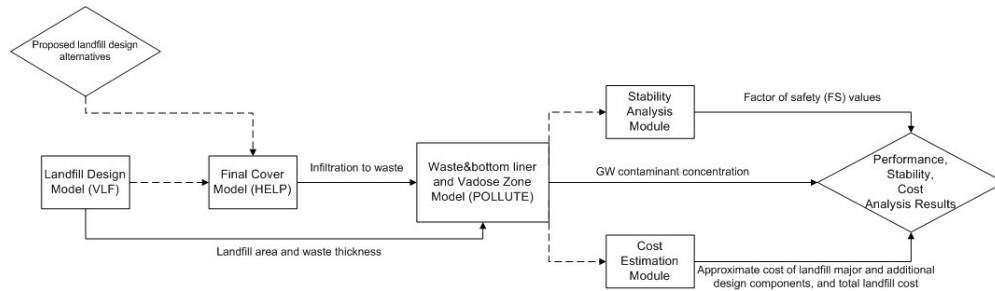 Proposed landfill design
alternatives
Stability
Analysis
Module
Factor of safety (FS) values
Landfill Design
Model (VLF)
Final Cover
Model (HELP)
Infiltration to waste
Waste&bottom liner
and Vadose Zone
Model (POLLUTE)
GW contaminant concentration
Performance,
Stability,
Cost
Analysis Results
Landfill area and waste thickness
Cost
Estimation
Module
Approximate cost of landfill major and additional
design components, and total landfill cost